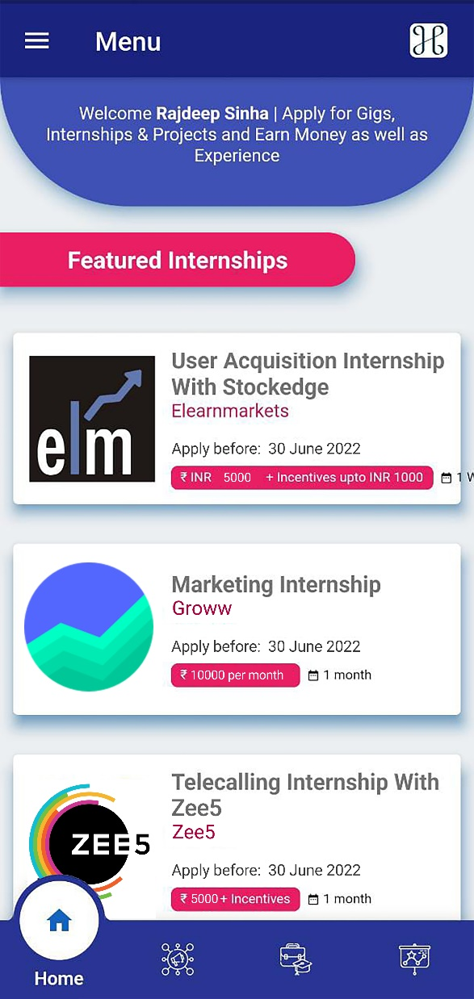 Menu
Welcome Rajdeep Sinha | Apply for Gigs,
Internships & Projects and Earn Money as well as
Experience
Featured Internships
elm
User Acquisition Internship
With Stockedge
Elearnmarkets
Apply before: 30 June 2022
₹ INR 5000 + Incentives upto INR 1000 1 W
Marketing Internship
Groww
Apply before: 30 June 2022
₹ 10000 per month 1 month
ZEE5
Telecalling Internship With
Zee5
Zee5
Apply before: 30 June 2022
₹ 5000+ Incentives 1 month
Home